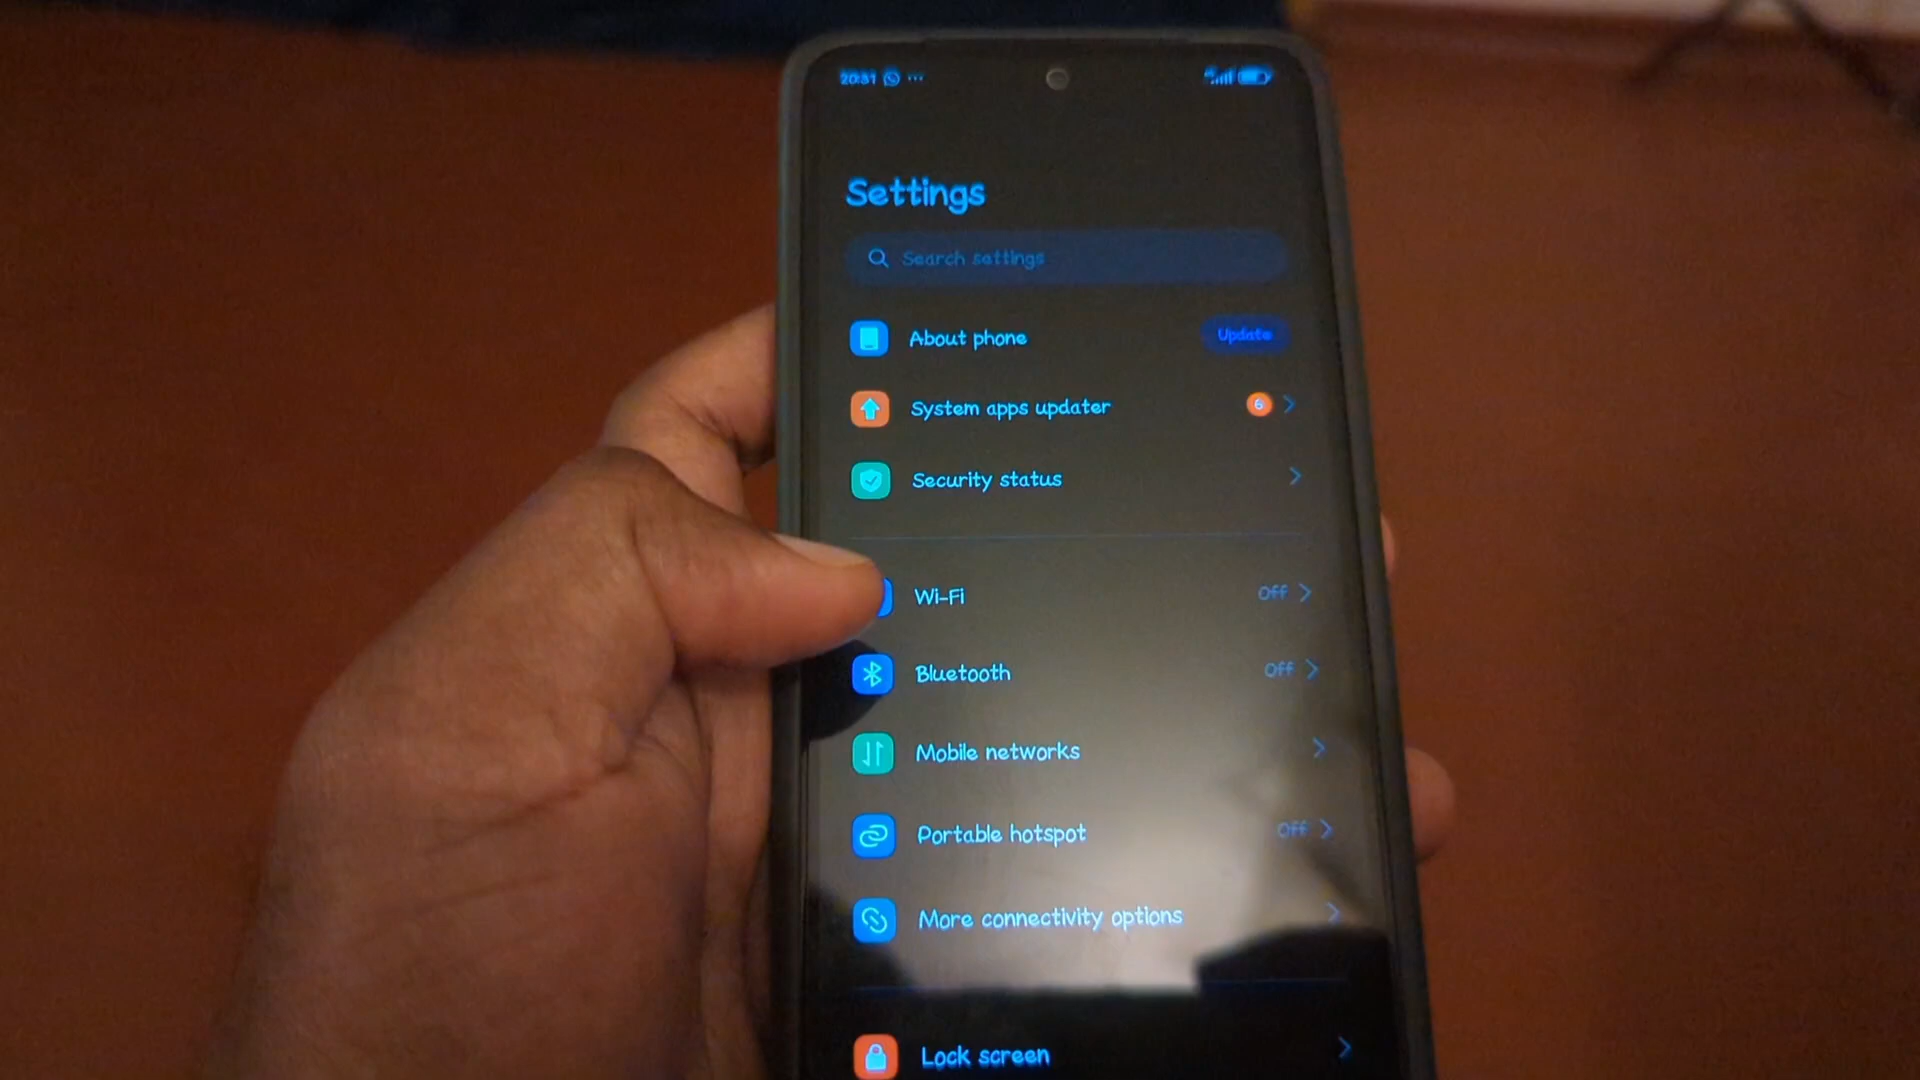 20:31
Settings
Search settings
About phone Update
System apps updater 6
Security status
Wi-Fi Off
Bluetooth Off
Mobile networks
Portable hotspot Off
More connectivity options
Lock screen